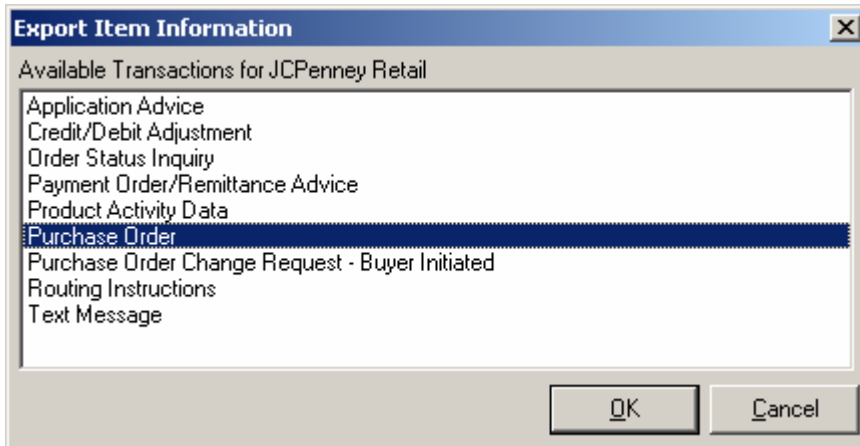 Export Item Information
Available Transactions for JCPenney Retail
Application Advice
Credit/Debit Adjustment
Order Status Inquiry
Payment Order/Remittance Advice
Product Activity Data
Purchase Order
Purchase Order Change Request - Buyer Initiated
Routing Instructions
Text Message
OK Cancel